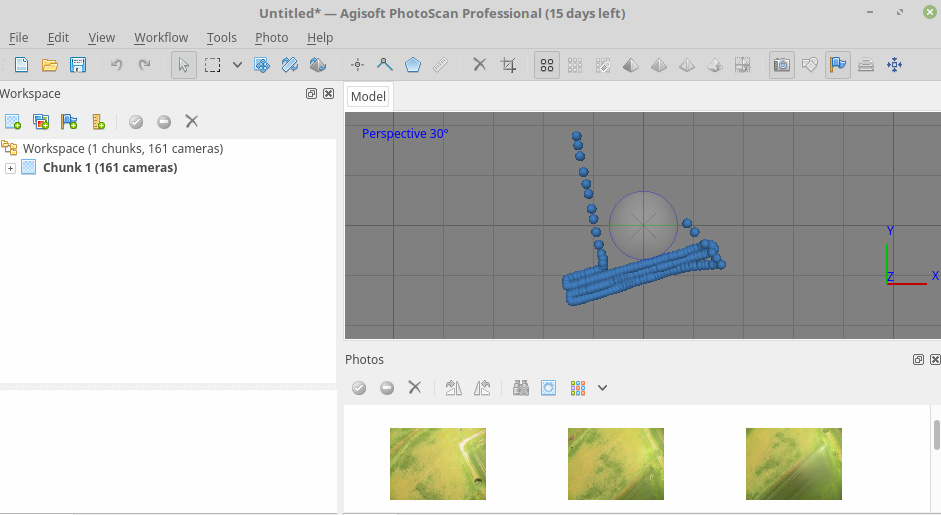 Untitled* — Agisoft PhotoScan Professional (15 days left)
File Edit View Workflow Tools Photo Help
Workspace
Model
Perspective 30°
Workspace (1 chunks, 161 cameras)
Chunk 1 (161 cameras)
Y
Z
X
Photos